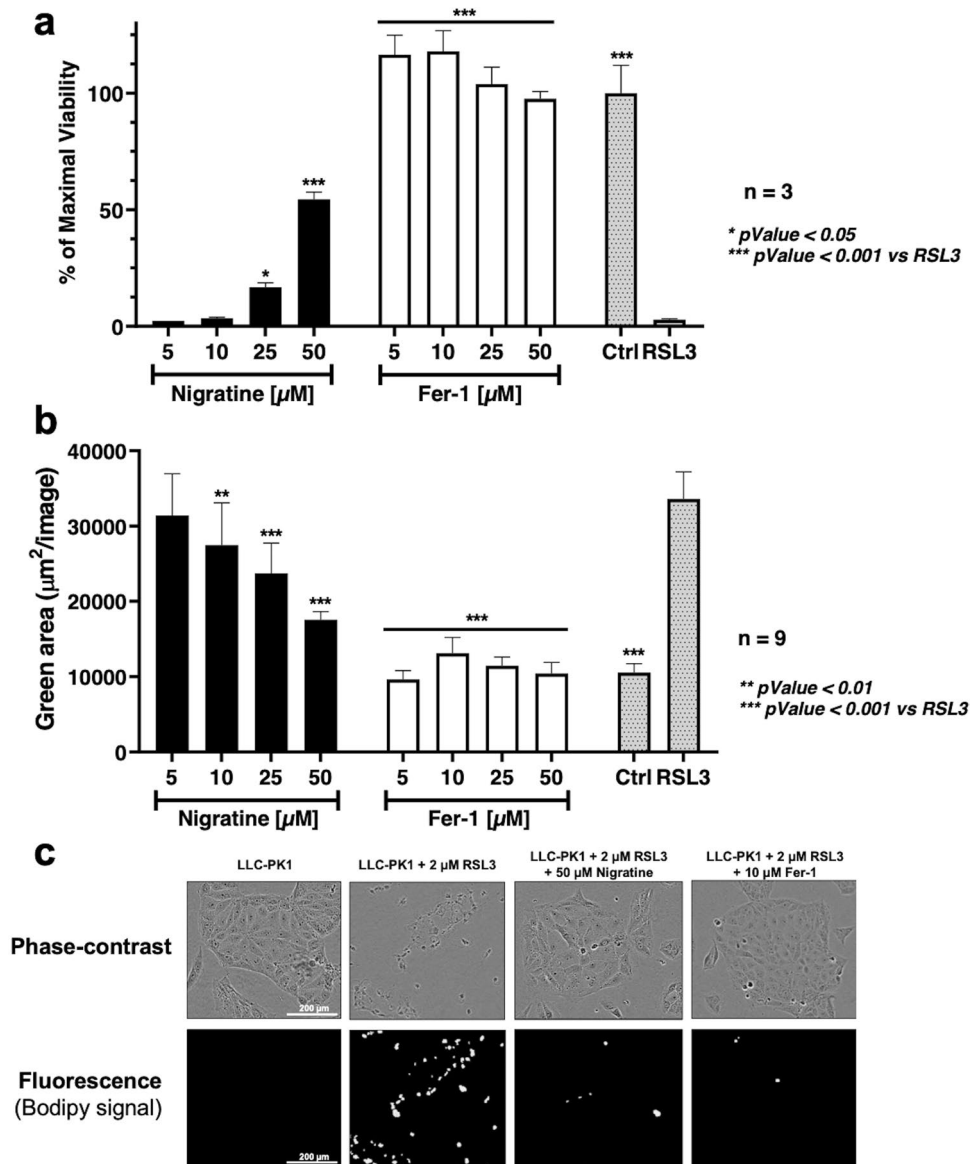 a
% of Maximal Viability
100
50
0
***
***
***
*
5 10 25 50 5 10 25 50 Ctrl RSL3
Nigratine [µM] Fer-1 [µM]
n = 3
* pValue < 0.05
*** pValue < 0.001 vs RSL3
b
Green area (µm²/image)
40000
30000
20000
10000
0
**
***
***
***
***
5 10 25 50 5 10 25 50 Ctrl RSL3
Nigratine [µM] Fer-1 [µM]
n = 9
** pValue < 0.01
*** pValue < 0.001 vs RSL3
c
LLC-PK1
LLC-PK1 + 2 µM RSL3
LLC-PK1 + 2 µM RSL3
+ 50 µM Nigratine
LLC-PK1 + 2 µM RSL3
+ 10 µM Fer-1
Phase-contrast
200 µm
Fluorescence
(Bodipy signal)
200 µm